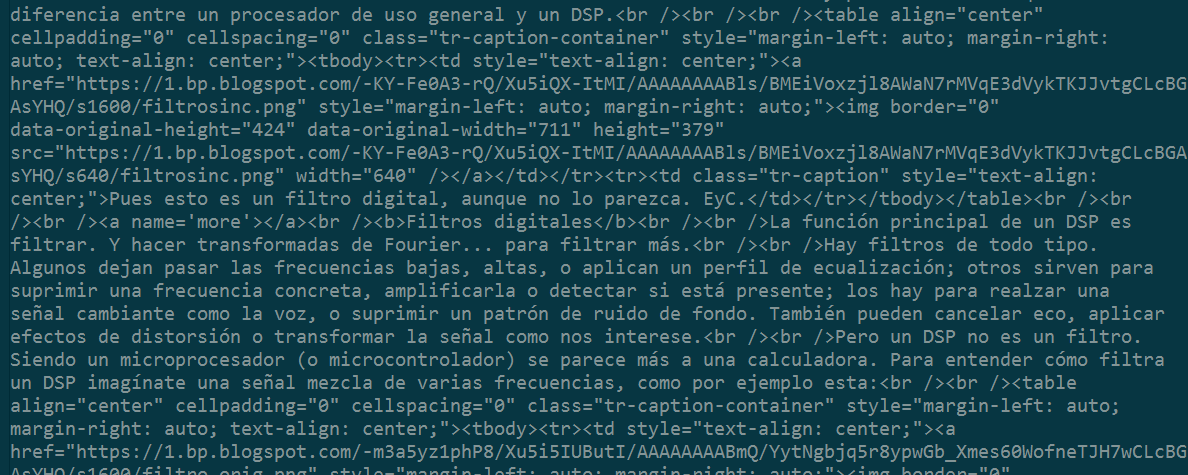 diferencia entre un procesador de uso general y un DSP.<br /><br /><br /><table align="center"
cellpadding="0" cellspacing="0" class="tr-caption-container" style="margin-left: auto; margin-right:
auto; text-align: center;"><tbody><tr><td style="text-align: center;"><a
href="https://1.bp.blogspot.com/-KY-Fe0A3-rQ/Xu5iQX-ItMI/AAAAAAAABls/BMEiVoxzjl8AWaN7rMVqE3dVykTKJJvtgCLcBG
AsYHQ/s1600/filtrosinc.png" style="margin-left: auto; margin-right: auto;"><img border="0"
data-original-height="424" data-original-width="711" height="379"
src="https://1.bp.blogspot.com/-KY-Fe0A3-rQ/Xu5iQX-ItMI/AAAAAAAABls/BMEiVoxzjl8AWaN7rMVqE3dVykTKJJvtgCLcBGA
sYHQ/s640/filtrosinc.png" width="640" /></a></td></tr><tr><td class="tr-caption" style="text-align:
center;">Pues esto es un filtro digital, aunque no lo parezca. EyC.</td></tr></tbody></table><br /><br
/><br /><a name='more'></a><br /><b>Filtros digitales</b><br /><br />La función principal de un DSP es
filtrar. Y hacer transformadas de Fourier... para filtrar más.<br /><br />Hay filtros de todo tipo.
Algunos dejan pasar las frecuencias bajas, altas, o aplican un perfil de ecualización; otros sirven para
suprimir una frecuencia concreta, amplificarla o detectar si está presente; los hay para realzar una
señal cambiante como la voz, o suprimir un patrón de ruido de fondo. También pueden cancelar eco, aplicar
efectos de distorsión o transformar la señal como nos interese.<br /><br />Pero un DSP no es un filtro.
Siendo un microprocesador (o microcontrolador) se parece más a una calculadora. Para entender cómo filtra
un DSP imagínate una señal mezcla de varias frecuencias, como por ejemplo esta:<br /><br /><table
align="center" cellpadding="0" cellspacing="0" class="tr-caption-container" style="margin-left: auto;
margin-right: auto; text-align: center;"><tbody><tr><td style="text-align: center;"><a
href="https://1.bp.blogspot.com/-m3a5yz1phP8/Xu5i5IUButI/AAAAAAAABmQ/YytNgbjq5r8ypwGb_Xmes60WofneTJH7wCLcBG
AsYHQ/s1600/filtro_orig.png" style="margin-left: auto; margin-right: auto;"><img border="0"